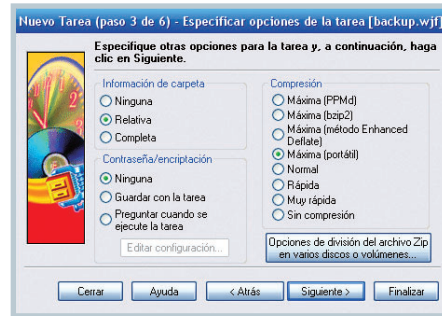 Nuevo Tarea (paso 3 de 6) - Especificar opciones de la tarea [backup.wjf]
Especifique otras opciones para la tarea y, a continuación, haga
clic en Siguiente.
Información de carpeta
Ninguna
Relativa
Completa
Contraseña/encriptación
Ninguna
Guardar con la tarea
Preguntar cuando se
ejecute la tarea
Editar configuración...
Compresión
Máxima (PPMd)
Máxima (bzip2)
Máxima (método Enhanced
Deflate)
Máxima (portátil)
Normal
Rápida
Muy rápida
Sin compresión
Opciones de división del archivo Zip
en varios discos o volúmenes...
Cerrar
Ayuda
< Atrás
Siguiente >
Finalizar